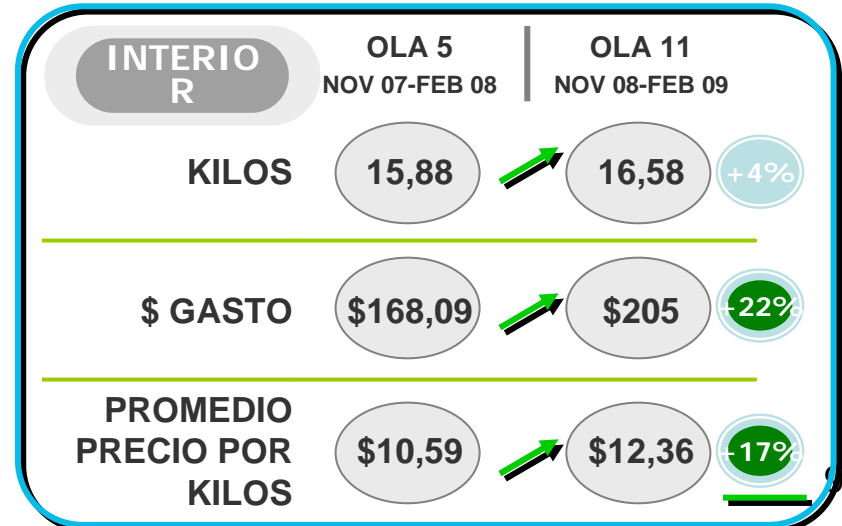 INTERIO
R
OLA 5
NOV 07-FEB 08
OLA 11
NOV 08-FEB 09
KILOS
15,88
16,58
+4%
$ GASTO
$168,09
$205
+22%
PROMEDIO
PRECIO POR
KILOS
$10,59
$12,36
+17%
9